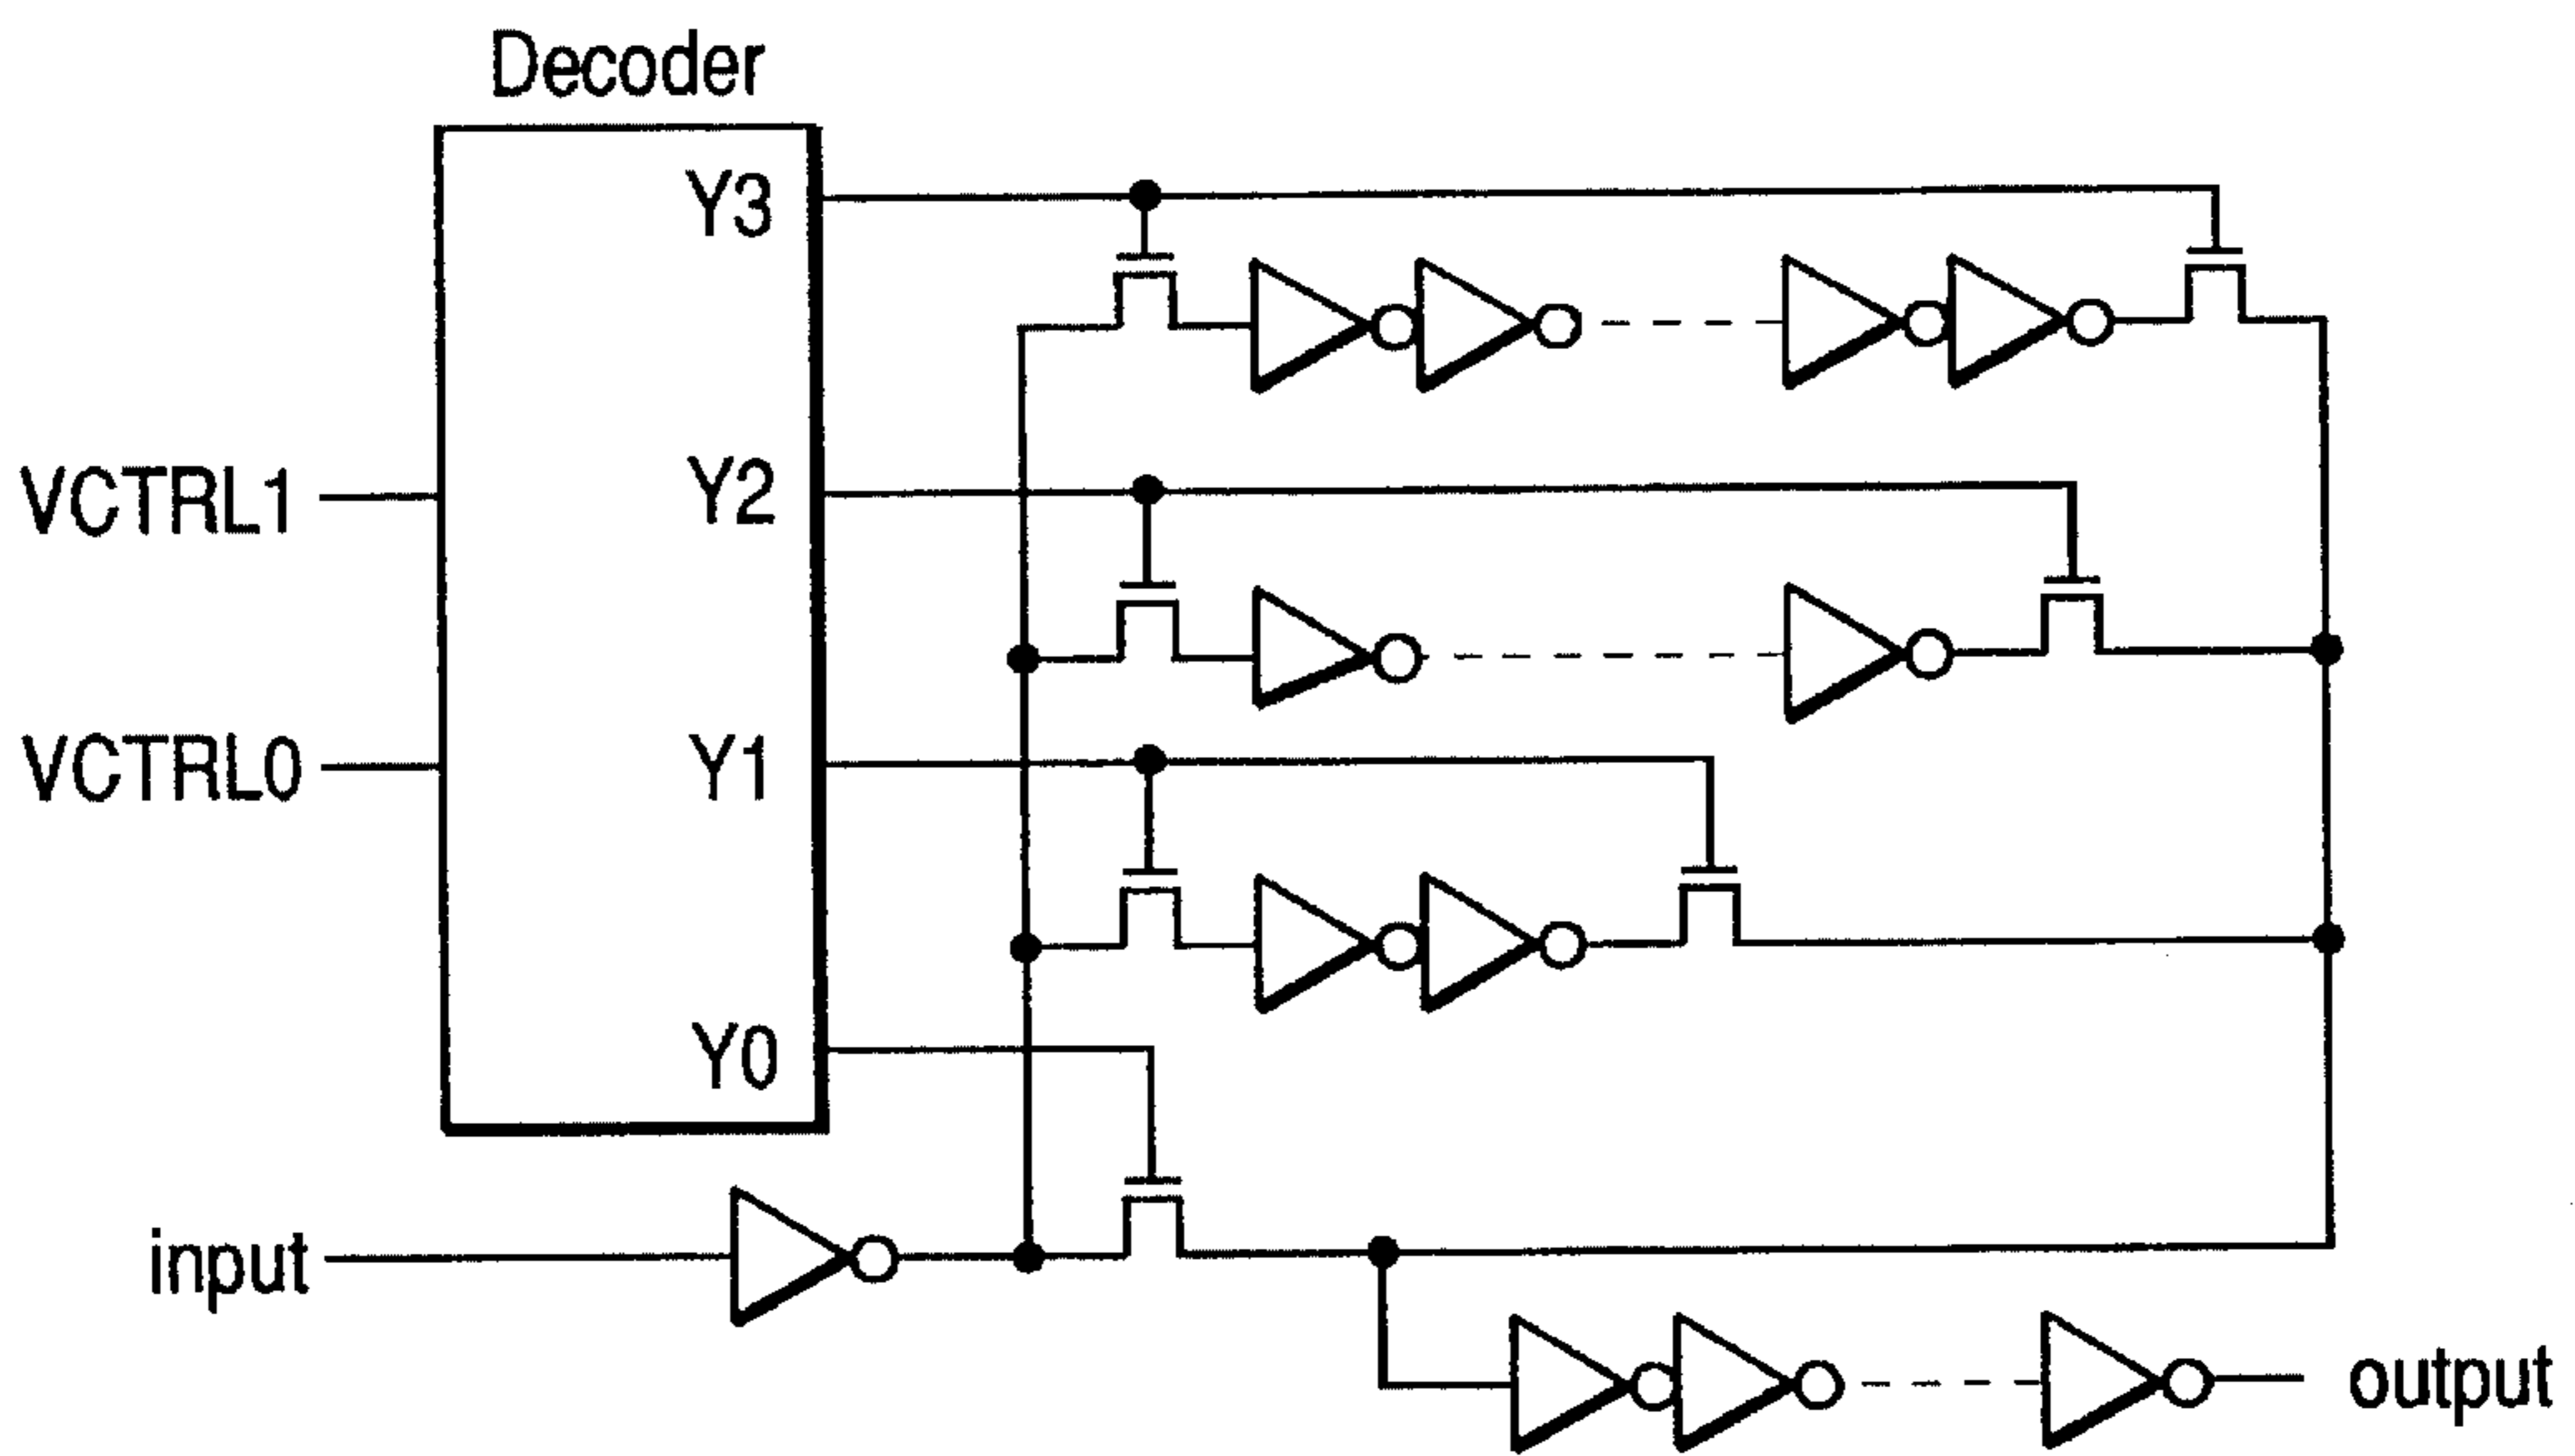 Decoder
Y3
VCTRL1
Y2
VCTRL0
Y1
Y0
input
output